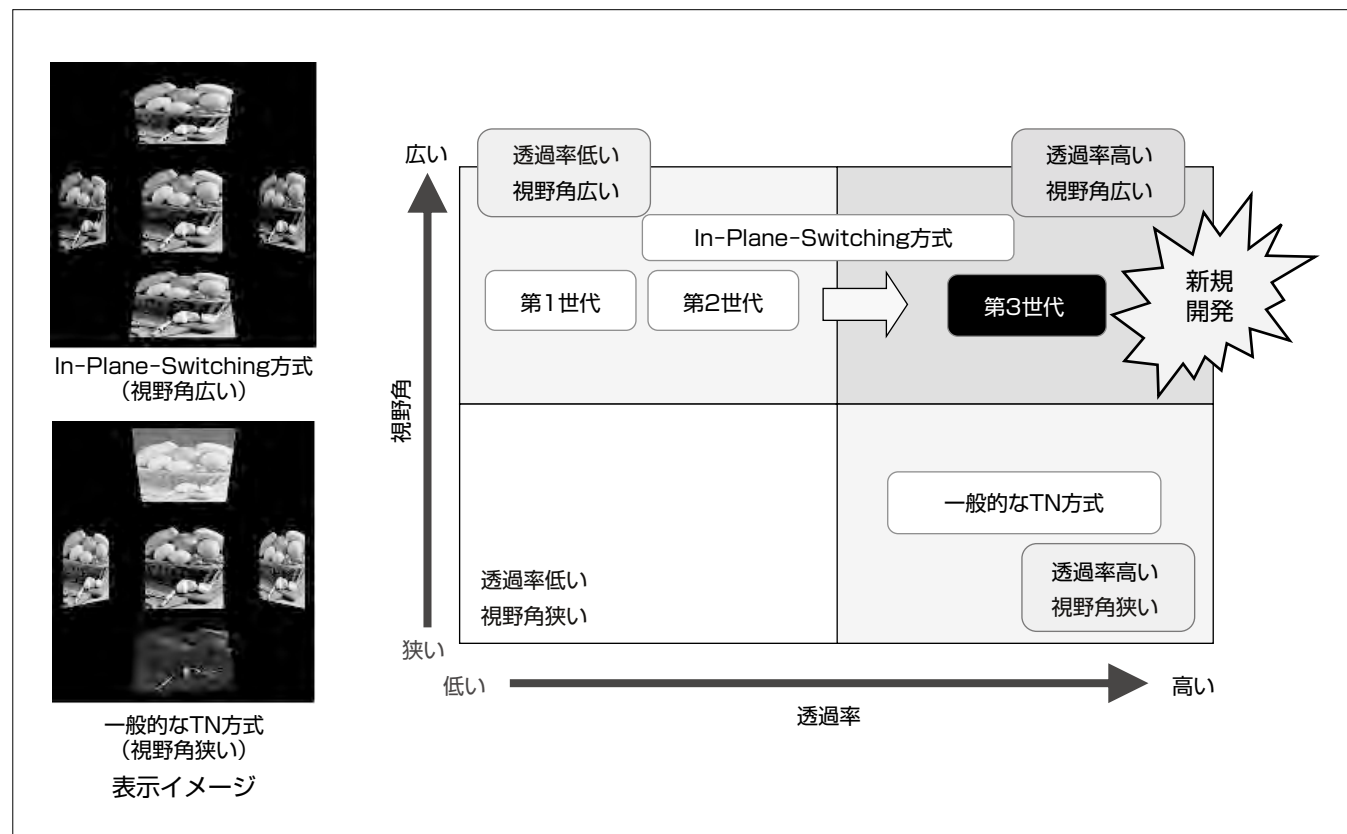 In-Plane-Switching方式
（視野角広い）
一般的なTN方式
（視野角狭い）
表示イメージ
広い
視野角
狭い
透過率低い
視野角広い
透過率高い
視野角広い
In-Plane-Switching方式
第1世代
第2世代
第3世代
新規
開発
一般的なTN方式
透過率低い
視野角狭い
透過率高い
視野角狭い
低い
透過率
高い